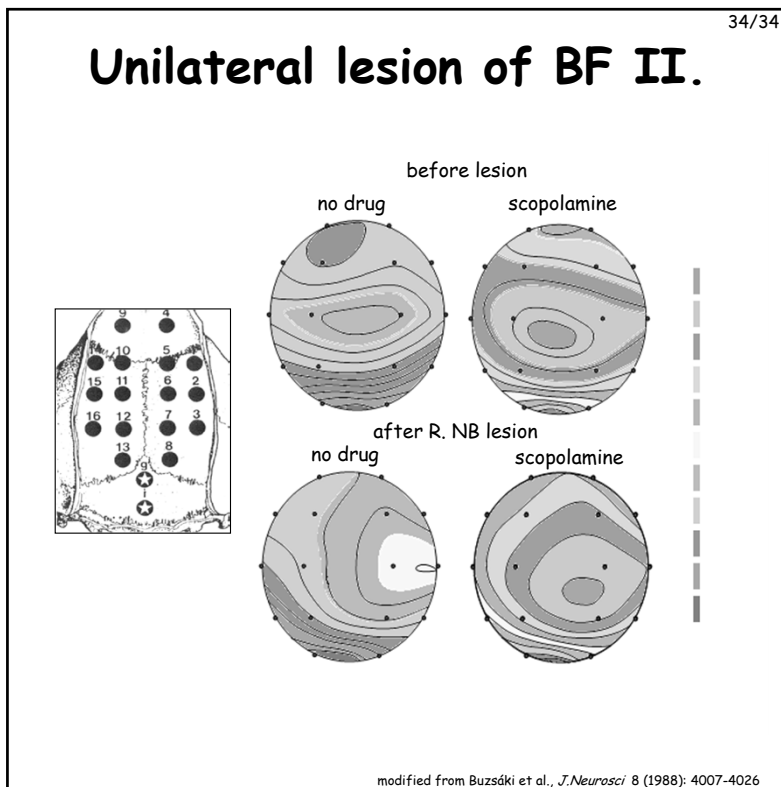 34/34
Unilateral lesion of BF II.
before lesion
no drug scopolamine
9 4
10 5
15 11 6 2
16 12 7 3
13 8
g
i
after R. NB lesion
no drug scopolamine
modified from Buzsáki et al., J.Neurosci 8 (1988): 4007-4026